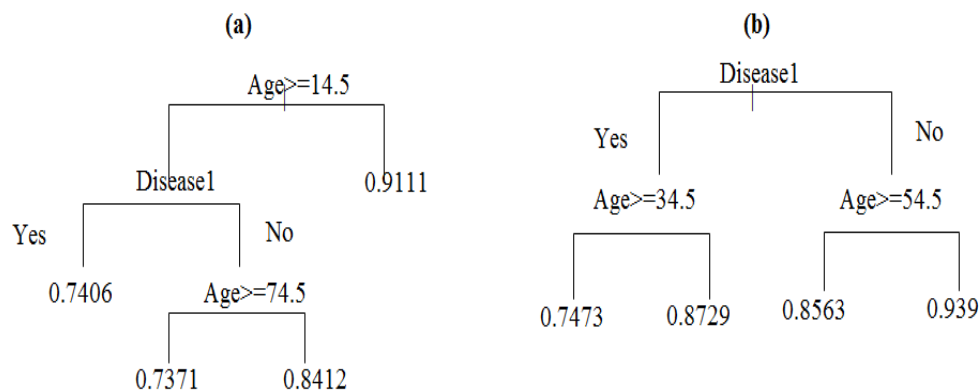 (a)
Age>=14.5
Disease1
0.9111
Yes
No
0.7406
Age>=74.5
0.7371
0.8412
(b)
Disease1
Yes
No
Age>=34.5
Age>=54.5
0.7473
0.8729
0.8563
0.939